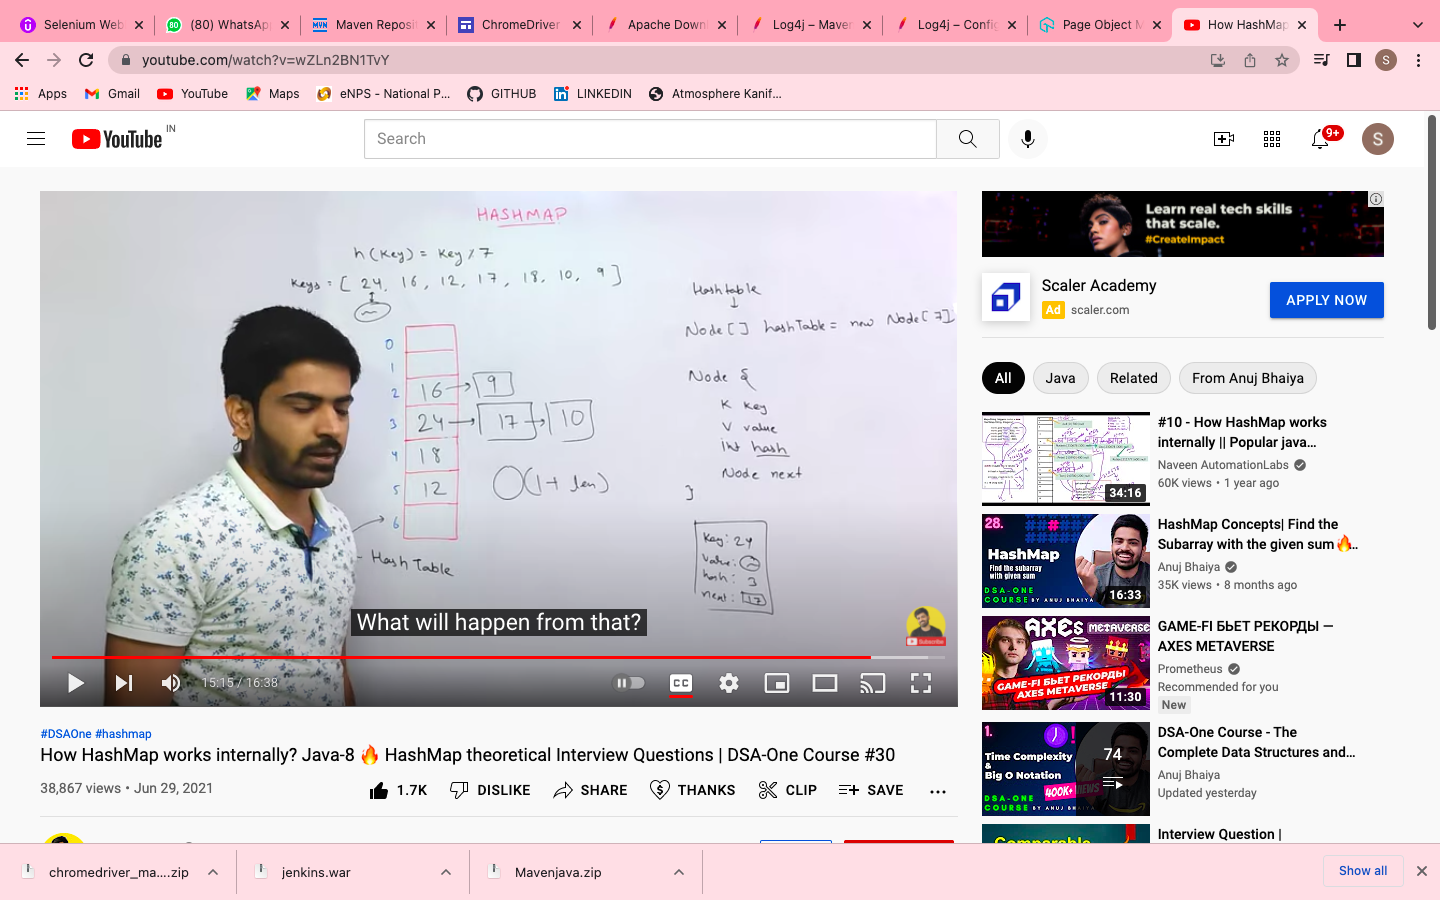 Selenium Web
(80) WhatsAp
Maven Reposit
ChromeDriver
Apache Down
Log4j – Maven
Log4j – Config
Page Object M
How HashMap
youtube.com/watch?v=wZLn2BN1TvY
S
Apps
Gmail
YouTube
Maps
eNPS - National P...
GITHUB
LINKEDIN
Atmosphere Kanif...
YouTube IN
Search
9+
S
HASHMAP
h(key) = key % 7
keys = [ 24, 16, 12, 17, 18, 10, 9 ]
0
1
2 16 → 9
3 24 → 17 → 10
4 18
5 12
6
O(1 + len)
Hash Table
Hashtable
↓
Node[] hashTable = new Node[7]
Node {
K key
V value
int hash
Node next
}
key: 24
value:
hash: 3
next: 17
What will happen from that?
Subscribe
15:15 / 16:38
CC
#DSAOne #hashmap
How HashMap works internally? Java-8 🔥 HashMap theoretical Interview Questions | DSA-One Course #30
38,867 views • Jun 29, 2021
1.7K
DISLIKE
SHARE
THANKS
CLIP
SAVE
Learn real tech skills
that scale.
#CreateImpact
Scaler Academy
Ad scaler.com
APPLY NOW
All
Java
Related
From Anuj Bhaiya
34:16
#10 - How HashMap works
internally || Popular java...
Naveen AutomationLabs
60K views • 1 year ago
28.
HashMap
Find the subarray
with given sum
DSA-ONE
COURSE BY ANUJ BHAIYA
16:33
HashMap Concepts| Find the
Subarray with the given sum🔥..
Anuj Bhaiya
35K views • 8 months ago
AXES METAVERSE
GAME-FI БЬЕТ РЕКОРДЫ
AXES METAVERSE
11:30
GAME-FI БЬЕТ РЕКОРДЫ —
AXES METAVERSE
Prometheus
Recommended for you
New
1.
Time Complexity
&
Big O Notation
400K+ VIEWS
DSA-ONE
COURSE BY ANUJ BHAIYA
74
DSA-One Course - The
Complete Data Structures and...
Anuj Bhaiya
Updated yesterday
Comparable
Interview Question |
chromedriver_ma....zip
jenkins.war
Mavenjava.zip
Show all